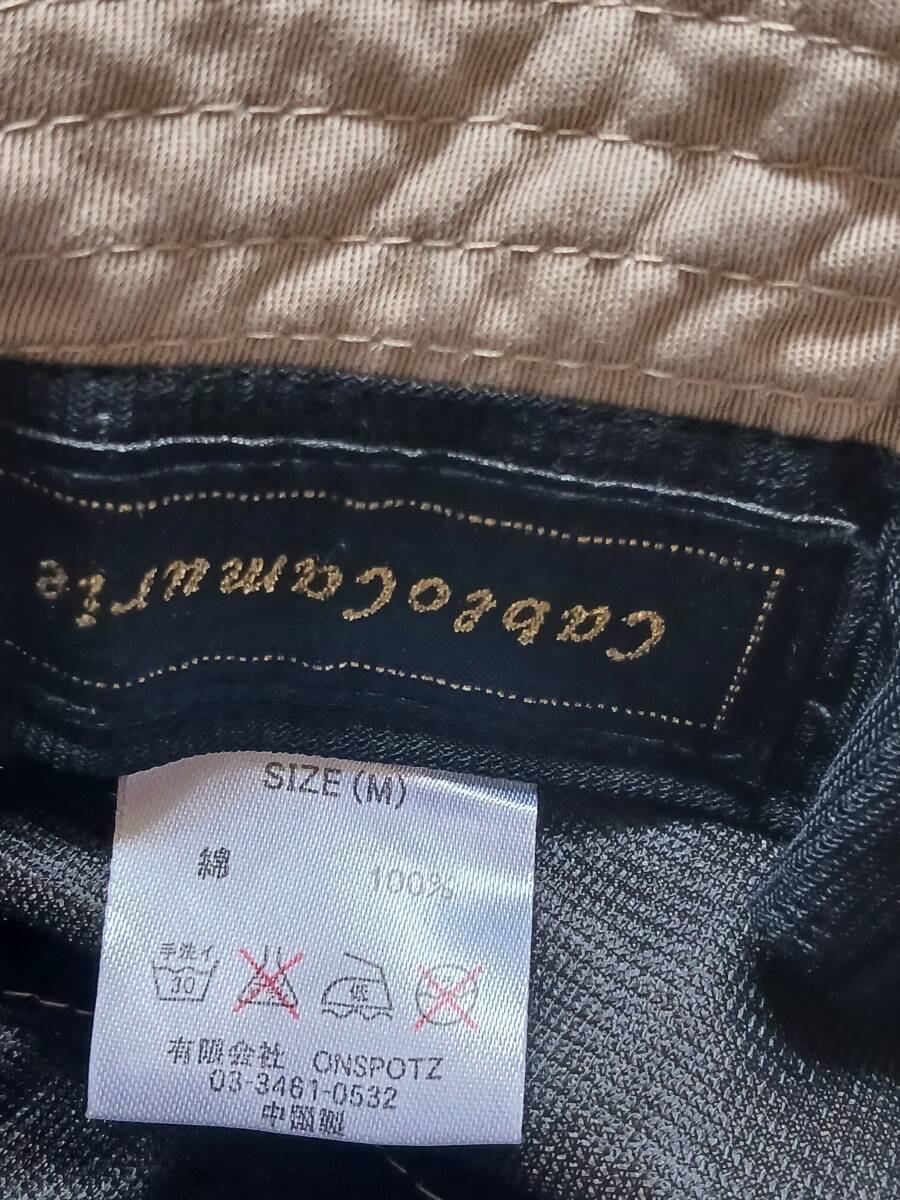 CabloCamurie
SIZE (M)
綿 100%
手洗イ
30 低
有限会社 ONSPOTZ
03-3461-0532
中国製